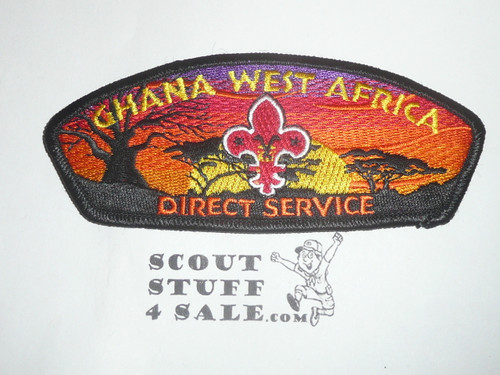 GHANA WEST AFRICA
DIRECT SERVICE
SCOUT
STUFF
4 SALE.COM